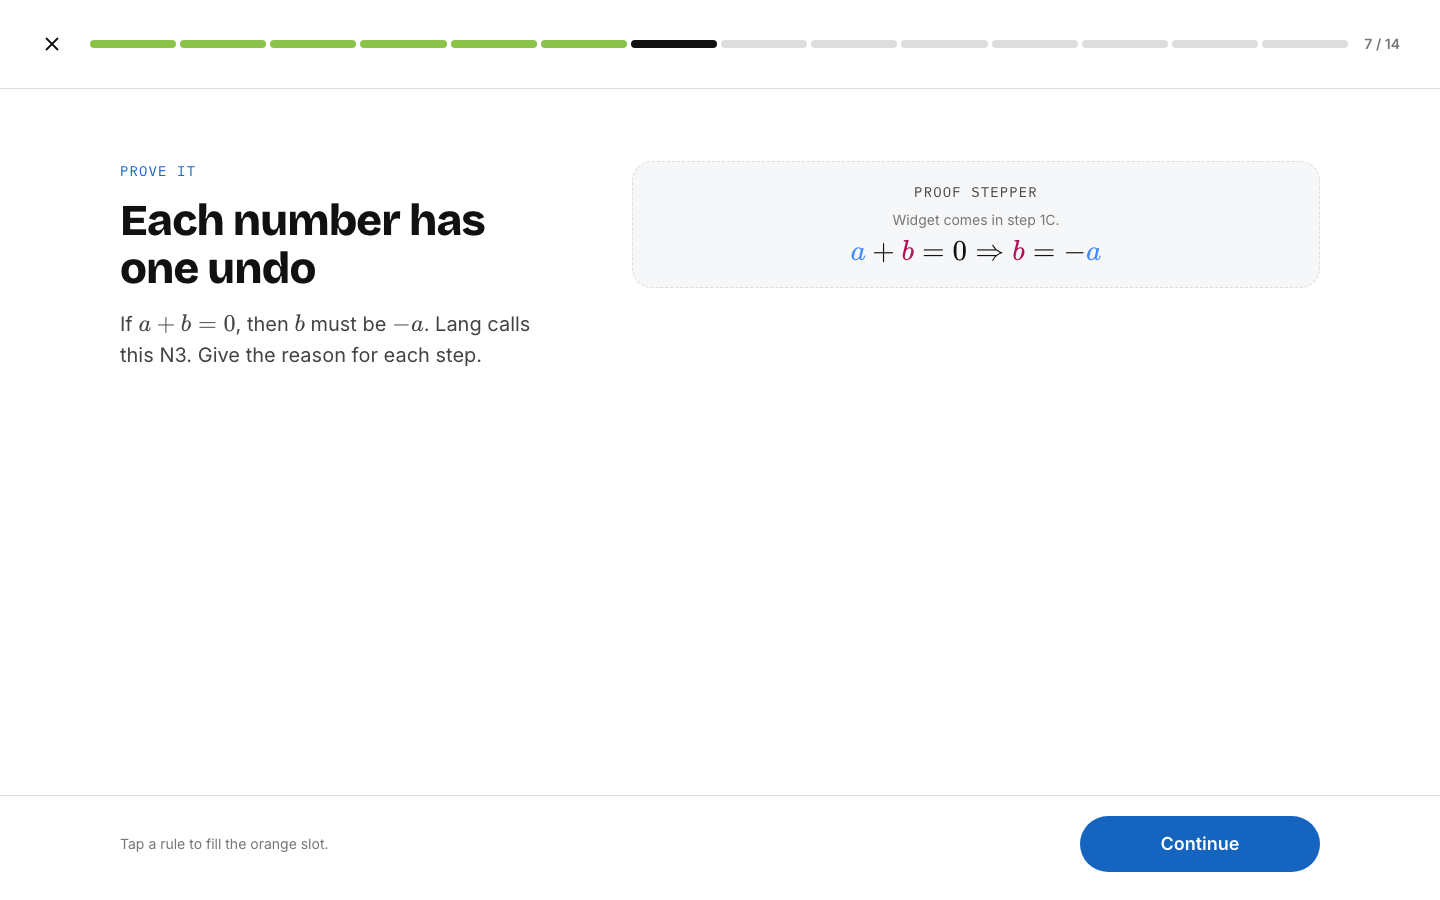 7 / 14
PROVE IT
Each number has
one undo
If a + b = 0, then b must be −a. Lang calls
this N3. Give the reason for each step.
PROOF STEPPER
Widget comes in step 1C.
a + b = 0 ⇒ b = −a
Tap a rule to fill the orange slot.
Continue